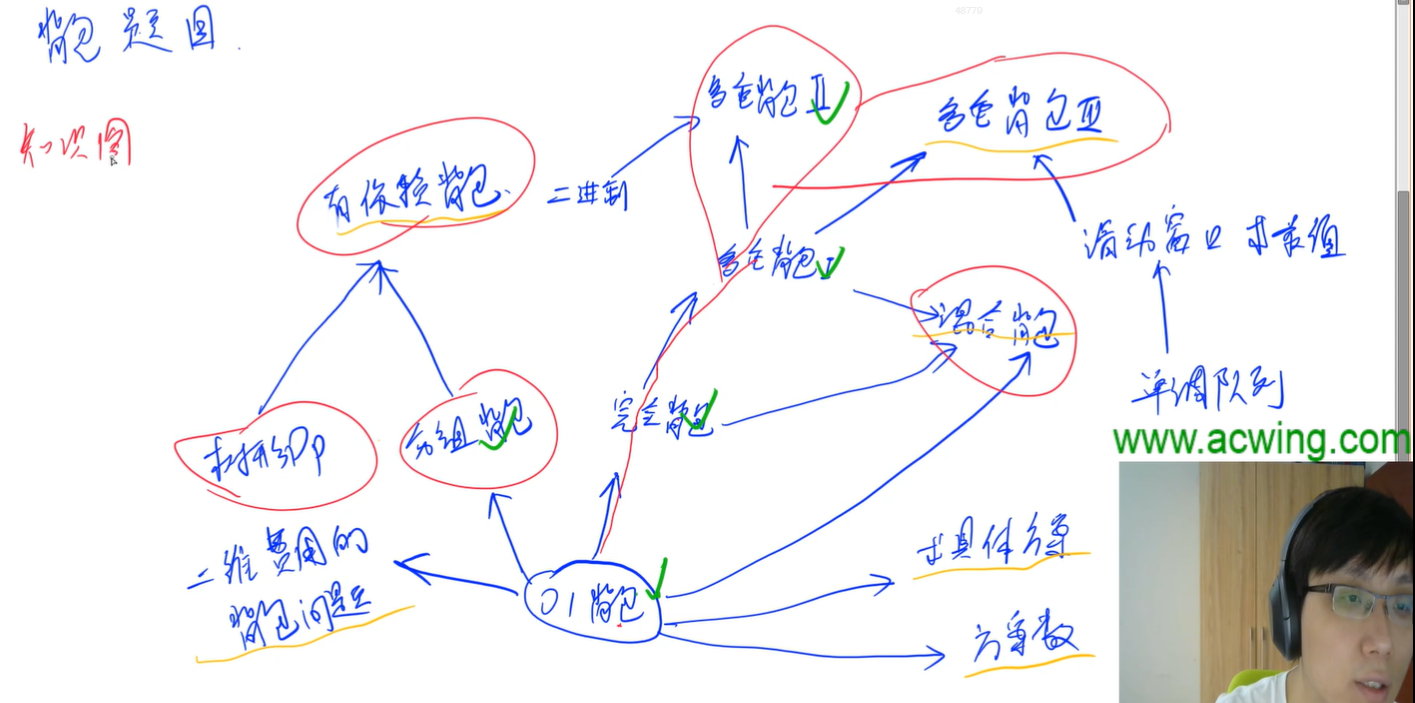 48779
背包题图.
知识图
多重背包 II
多重背包 III
有依赖背包.
二进制
多重背包 I
滑动窗口 求最值
混合背包
单调队列
完全背包
分组背包
树形DP
www.acwing.com
二维费用的
背包问题
01背包
求具体方案
方案数